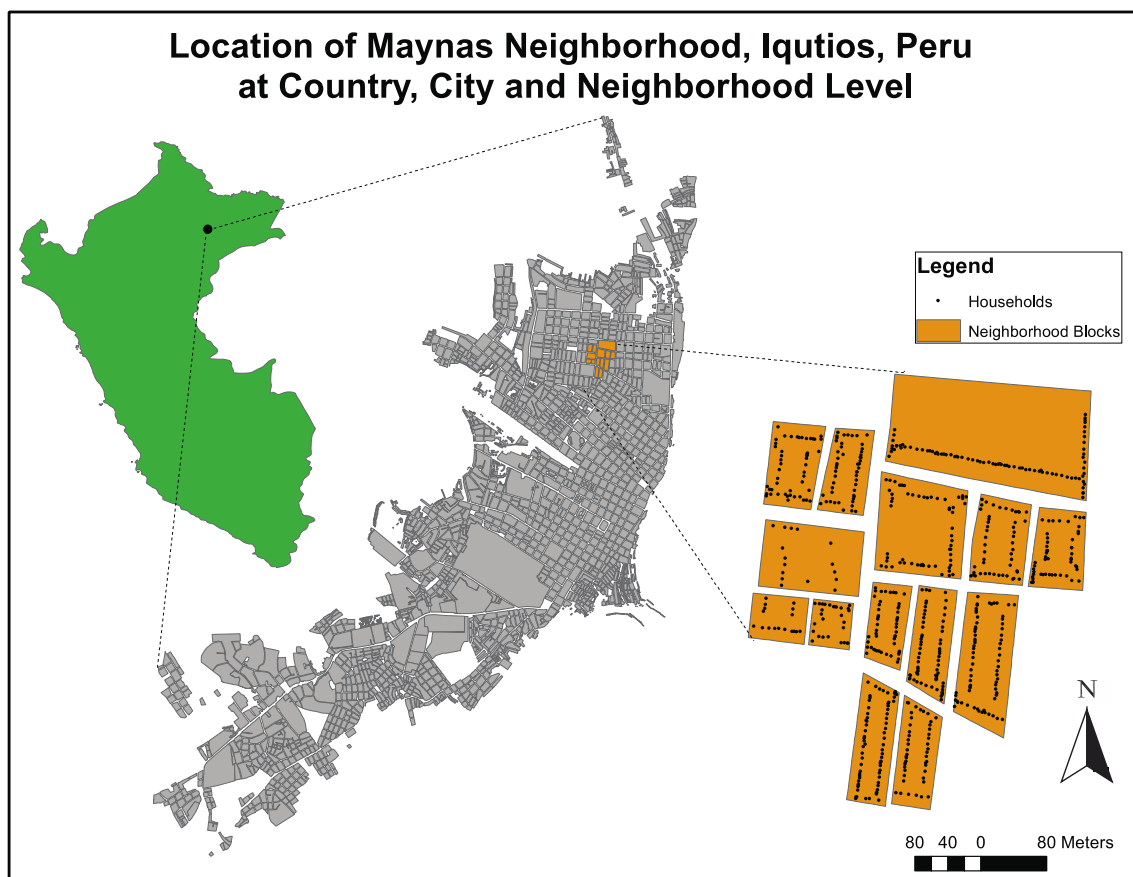 Location of Maynas Neighborhood, Iqutios, Peru
at Country, City and Neighborhood Level
Legend
Households
Neighborhood Blocks
N
80 40 0 80 Meters